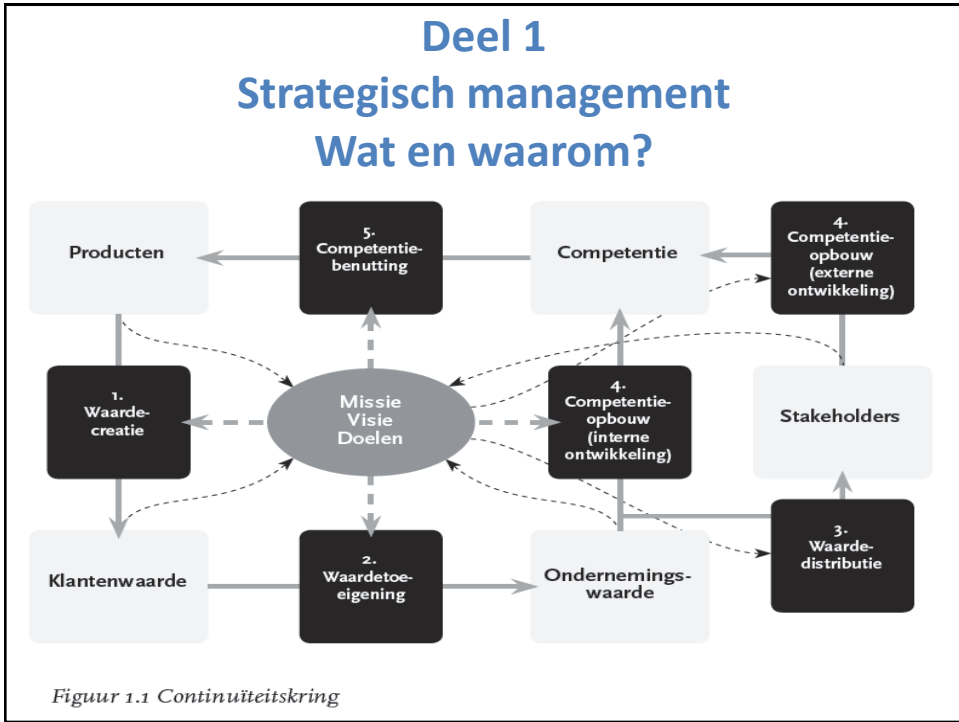 Deel 1
Strategisch management
Wat en waarom?
Producten
5.
Competentie-
benutting
Competentie
4.
Competentie-
opbouw
(externe
ontwikkeling)
1.
Waarde-
creatie
Missie
Visie
Doelen
4.
Competentie-
opbouw
(interne
ontwikkeling)
Stakeholders
Klantenwaarde
2.
Waardetoe-
eigening
Ondernemings-
waarde
3.
Waarde-
distributie
Figuur 1.1 Continuïteitskring